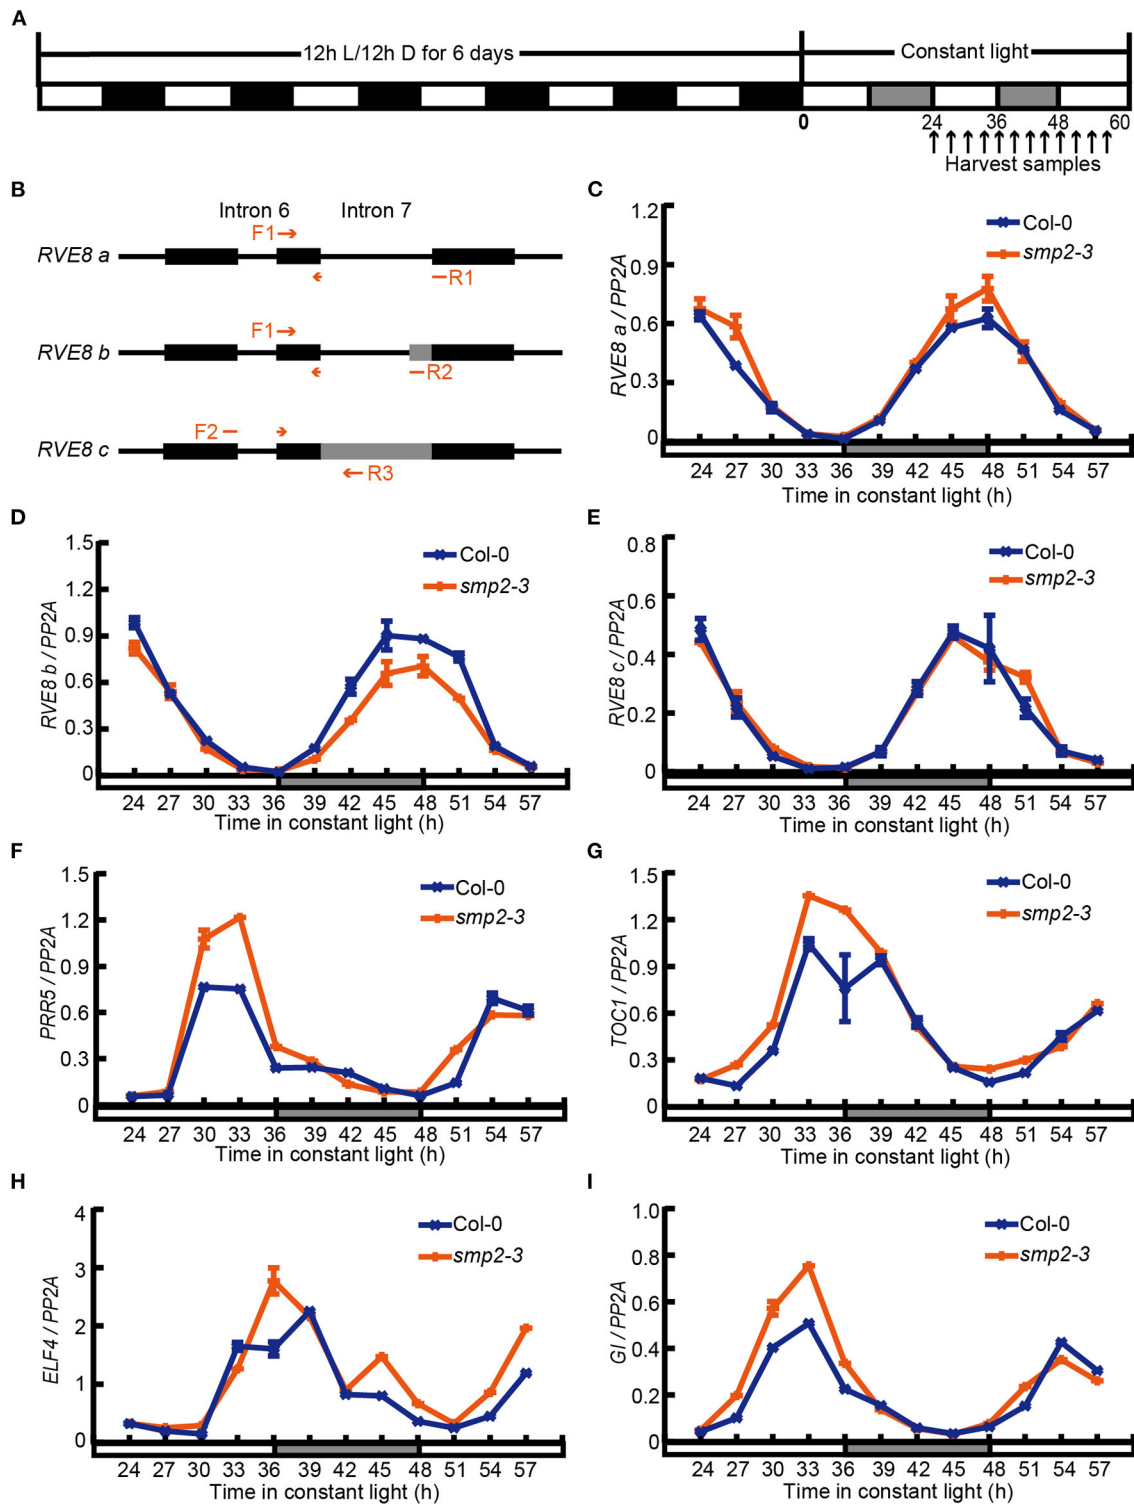 A
12h L/12h D for 6 days
Constant light
0 24 36 48 60
Harvest samples
B
Intron 6 Intron 7
F1
RVE8 a
R1
F1
RVE8 b
R2
F2
RVE8 c
R3
C
1.2
0.9
0.6
0.3
0
RVE8 a / PP2A
Col-0
smp2-3
24 27 30 33 36 39 42 45 48 51 54 57
Time in constant light (h)
D
1.5
1.2
0.9
0.6
0.3
0
RVE8 b / PP2A
Col-0
smp2-3
24 27 30 33 36 39 42 45 48 51 54 57
Time in constant light (h)
E
0.8
0.6
0.4
0.2
0
RVE8 c / PP2A
Col-0
smp2-3
24 27 30 33 36 39 42 45 48 51 54 57
Time in constant light (h)
F
1.5
1.2
0.9
0.6
0.3
0
PRR5 / PP2A
Col-0
smp2-3
24 27 30 33 36 39 42 45 48 51 54 57
Time in constant light (h)
G
1.5
1.2
0.9
0.6
0.3
0
TOC1 / PP2A
Col-0
smp2-3
24 27 30 33 36 39 42 45 48 51 54 57
Time in constant light (h)
H
4
3
2
1
0
ELF4 / PP2A
Col-0
smp2-3
24 27 30 33 36 39 42 45 48 51 54 57
Time in constant light (h)
I
1.0
0.8
0.6
0.4
0.2
0
GI / PP2A
Col-0
smp2-3
24 27 30 33 36 39 42 45 48 51 54 57
Time in constant light (h)